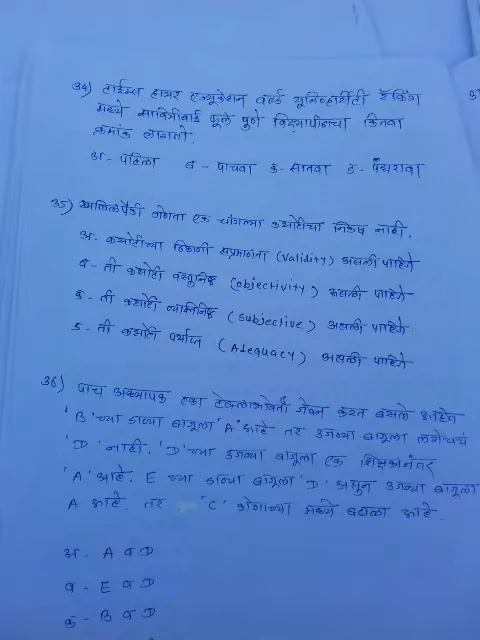 34) टाईम्स हायर एज्युकेशन वर्ल्ड युनिव्हर्सिटी रँकिंग
मध्ये सावित्रीबाई फुले पुणे विद्यापीठाचा कितवा
क्रमांक लागतो.
अ - पहिला ब - पाचवा क - सातवा ड - पंधरावा
35) खालीलपैकी कोणता एक चांगल्या कसोटीचा निकष नाही.
अ - कसोटीच्या ठिकाणी सप्रमाणता (Validity) असली पाहिजे
ब - ती कसोटी वस्तुनिष्ठ (objectivity) असली पाहिजे
क - ती कसोटी व्यक्तिनिष्ठ (Subjective) असली पाहिजे
ड - ती कसोटी पर्याप्त (Adequacy) असली पाहिजे
36) पाच अध्यापक एका टेबलाभोवती जेवन करत बसले आहेत
'B' च्या डाव्या बाजूला 'A' आहे तर उजव्या बाजूला लगेचच
'D' नाही. 'D' च्या उजव्या बाजूला एक शिक्षकानंतर
'A' आहे. E च्या डाव्या बाजूला 'D' असुन उजव्या बाजूला
A आहे. तर 'C' कोणाच्या मध्ये बसला आहे.
अ - A व D
ब - E व D
क - B व D